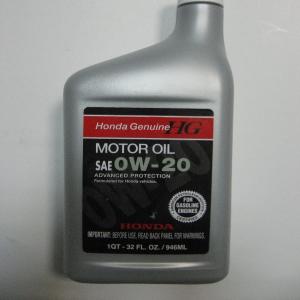 Honda Genuine HG
MOTOR OIL
SAE 0W-20
ADVANCED PROTECTION
Formulated for Honda vehicles.
FOR
GASOLINE
ENGINES
HONDA
IMPORTANT: BEFORE USE, READ BACK PANEL FOR WARNINGS.
1QT - 32 FL. OZ. / 946ML